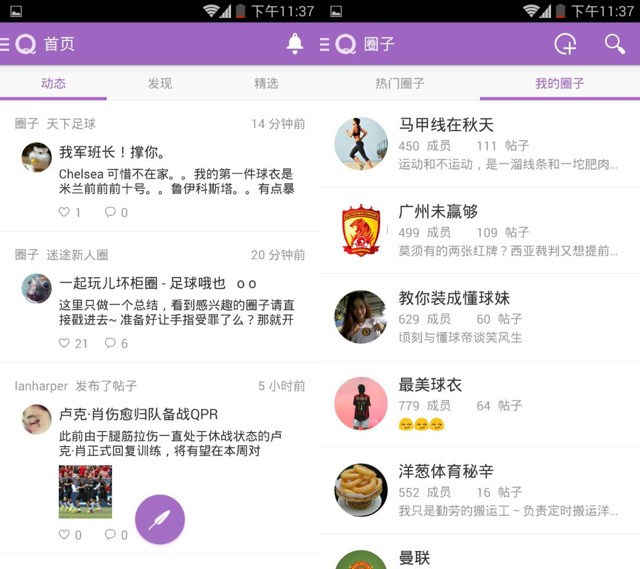 下午11:37
首页
动态
发现
精选
圈子 天下足球
14 分钟前
我军班长！撑你。
Chelsea 可惜不在家。。我的第一件球衣是
米兰前前前十号。。鲁伊科斯塔。。有点暴
1
0
圈子 迷途新人圈
20 分钟前
一起玩儿坏柜圈 - 足球哦也 o o
这里只做一个总结，看到感兴趣的圈子请直
接戳进去~ 准备好让手指受罪了么？那就开
21
6
Ianharper 发布了帖子
5 小时前
卢克·肖伤愈归队备战QPR
此前由于腿筋拉伤一直处于休战状态的卢
克·肖正式回复训练，将有望在本周对
0
0
下午11:37
圈子
热门圈子
我的圈子
马甲线在秋天
450 成员 111 帖子
运动和不运动，是一溜线条和一坨肥肉...
广州未赢够
499 成员 109 帖子
莫须有的两张红牌？西亚裁判又想提前...
教你装成懂球妹
629 成员 60 帖子
顷刻与懂球帝谈笑风生
最美球衣
779 成员 64 帖子
😏😏😏
洋葱体育秘辛
552 成员 16 帖子
我只是勤劳的搬运工 ~ 负责定时搬运洋...
曼联